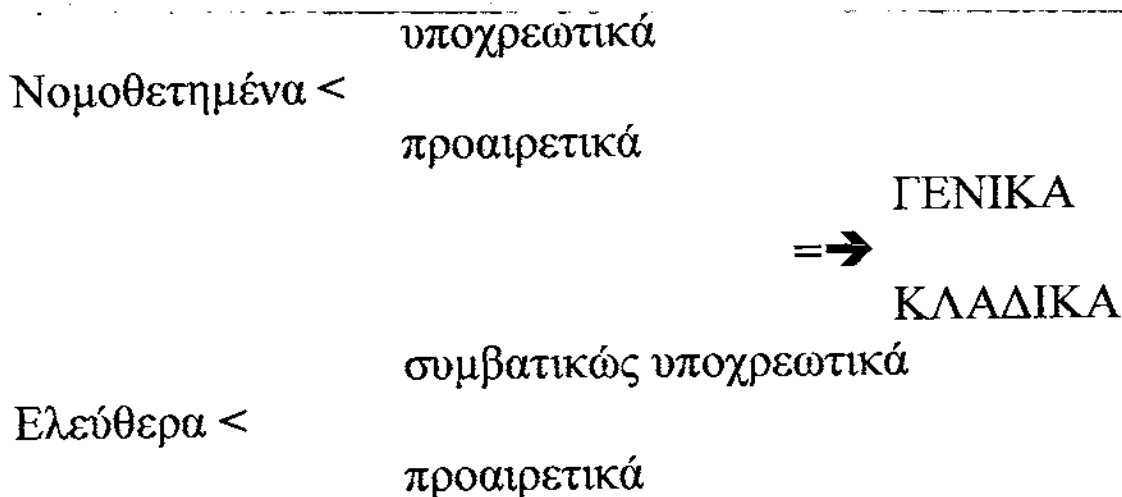 υποχρεωτικά
Νομοθετημένα <
προαιρετικά
ΓΕΝΙΚΑ
=➔
ΚΛΑΔΙΚΑ
συμβατικώς υποχρεωτικά
Ελεύθερα <
προαιρετικά